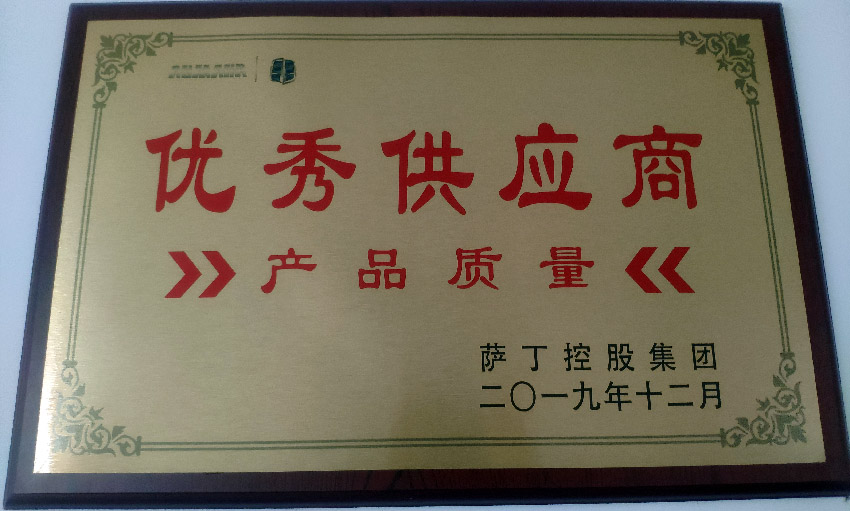 优秀供应商
产品质量
萨丁控股集团
二〇一九年十二月